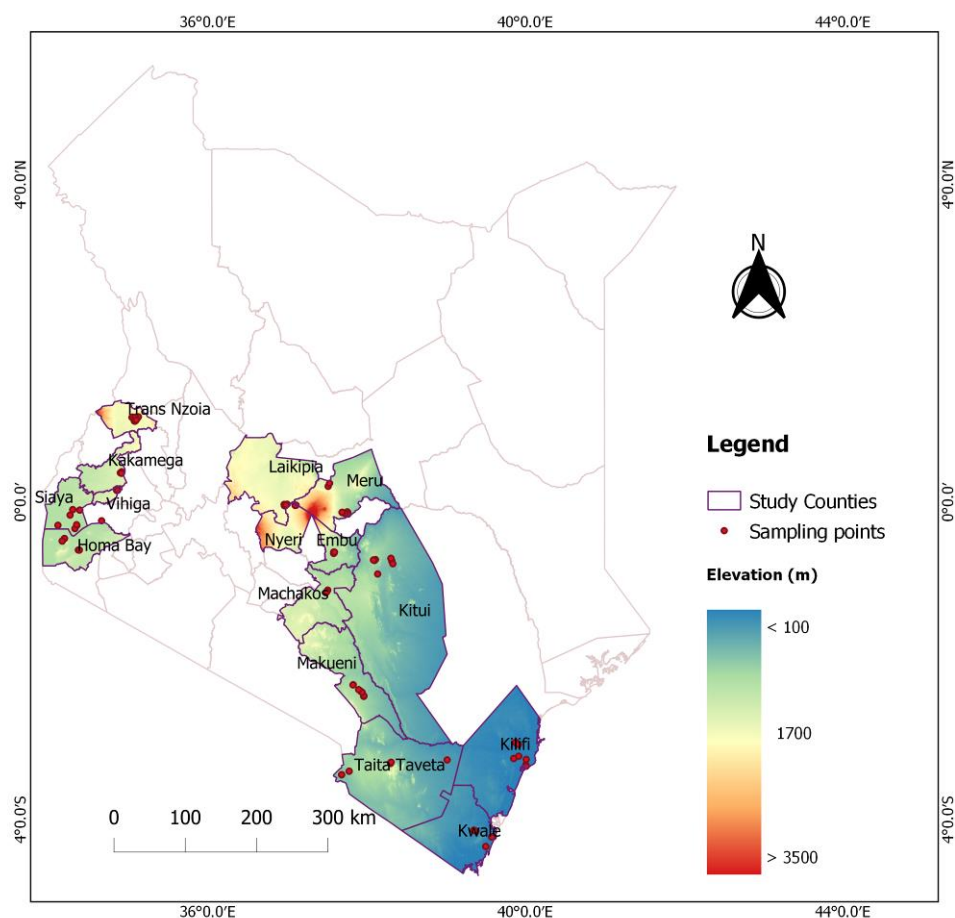 36°0.0'E 40°0.0'E 44°0.0'E
4°0.0'N
4°0.0'N
N
Trans Nzoia
Kakamega
Laikipia
Meru
Siaya
Vihiga
0°0.0'
0°0.0'
Nyeri
Embu
Homa Bay
Machakos
Kitui
Makueni
Kilifi
Taita Taveta
Kwale
4°0.0'S
4°0.0'S
0 100 200 300 km
Legend
Study Counties
Sampling points
Elevation (m)
< 100
1700
> 3500
36°0.0'E 40°0.0'E 44°0.0'E